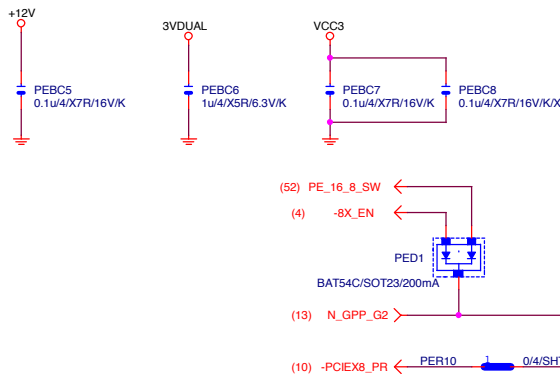 +12V
3VDUAL
VCC3
PEBC5
0.1u/4/X7R/16V/K
PEBC6
1u/4/X5R/6.3V/K
PEBC7
0.1u/4/X7R/16V/K
PEBC8
0.1u/4/X7R/16V/K/X
(52) PE_16_8_SW
(4) -8X_EN
PED1
BAT54C/SOT23/200mA
(13) N_GPP_G2
(10) -PCIEX8_PR
PER10
1
0/4/SHT